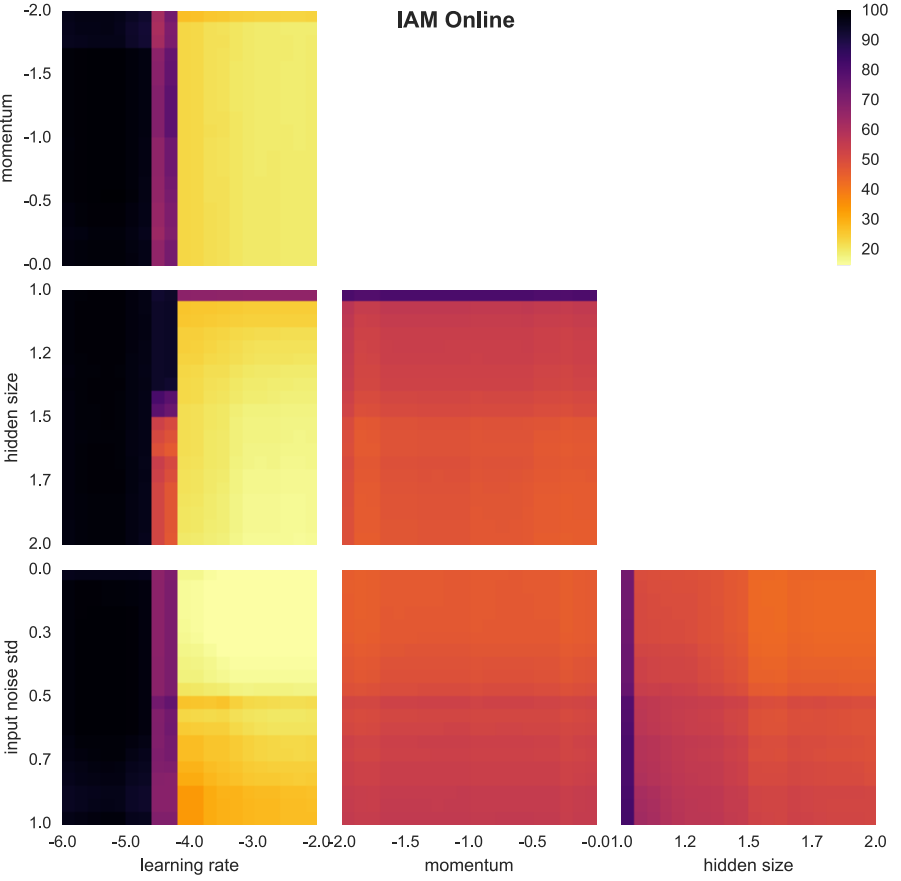 IAM Online
-2.0
-1.5
-1.0
-0.5
-0.0
momentum
100
90
80
70
60
50
40
30
20
1.0
1.2
1.5
1.7
2.0
hidden size
0.0
0.3
0.5
0.7
1.0
input noise std
-6.0 -5.0 -4.0 -3.0 -2.0
-2.0 -1.5 -1.0 -0.5 -0.0
1.0 1.2 1.5 1.7 2.0
learning rate
momentum
hidden size